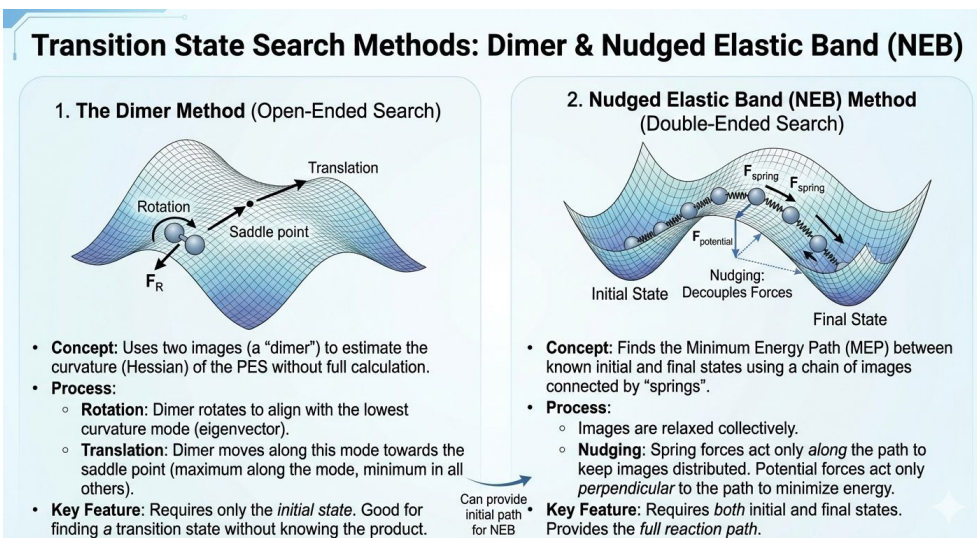 Transition State Search Methods: Dimer & Nudged Elastic Band (NEB)
1. The Dimer Method (Open-Ended Search)
Translation
Rotation
Saddle point
F_R
• Concept: Uses two images (a “dimer”) to estimate the
curvature (Hessian) of the PES without full calculation.
• Process:
○ Rotation: Dimer rotates to align with the lowest
curvature mode (eigenvector).
○ Translation: Dimer moves along this mode towards the
saddle point (maximum along the mode, minimum in all
others).
• Key Feature: Requires only the initial state. Good for
finding a transition state without knowing the product.
Can provide
initial path
for NEB
2. Nudged Elastic Band (NEB) Method
(Double-Ended Search)
F_spring
F_spring
F_potential
Nudging:
Decouples Forces
Initial State
Final State
• Concept: Finds the Minimum Energy Path (MEP) between
known initial and final states using a chain of images
connected by “springs”.
• Process:
○ Images are relaxed collectively.
○ Nudging: Spring forces act only along the path to
keep images distributed. Potential forces act only
perpendicular to the path to minimize energy.
• Key Feature: Requires both initial and final states.
Provides the full reaction path.